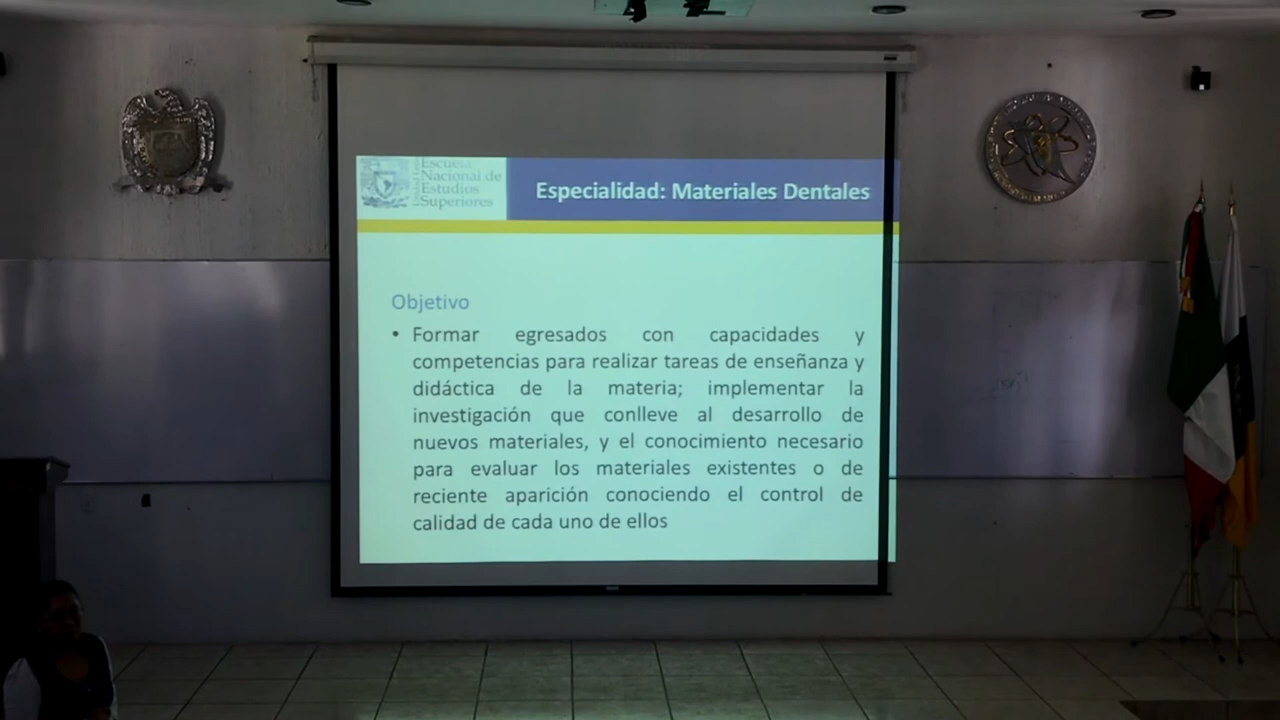 Escuela
Nacional de
Estudios
Superiores
Especialidad: Materiales Dentales
Objetivo
• Formar egresados con capacidades y
competencias para realizar tareas de enseñanza y
didáctica de la materia; implementar la
investigación que conlleve al desarrollo de
nuevos materiales, y el conocimiento necesario
para evaluar los materiales existentes o de
reciente aparición conociendo el control de
calidad de cada uno de ellos